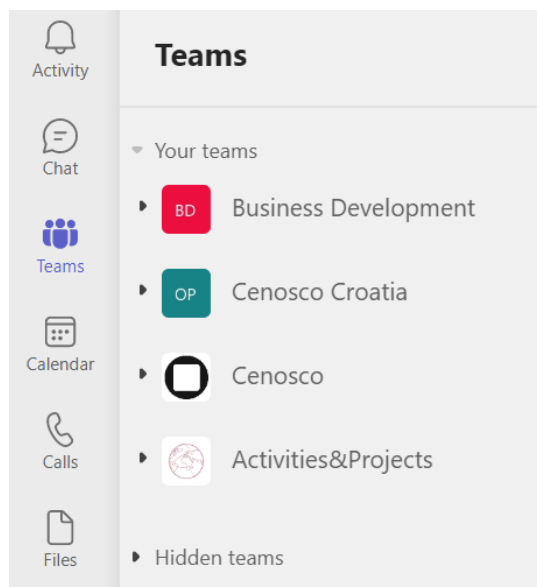 Activity
Chat
Teams
Calendar
Calls
Files
Teams
Your teams
BD Business Development
OP Cenosco Croatia
Cenosco
Activities&Projects
Hidden teams